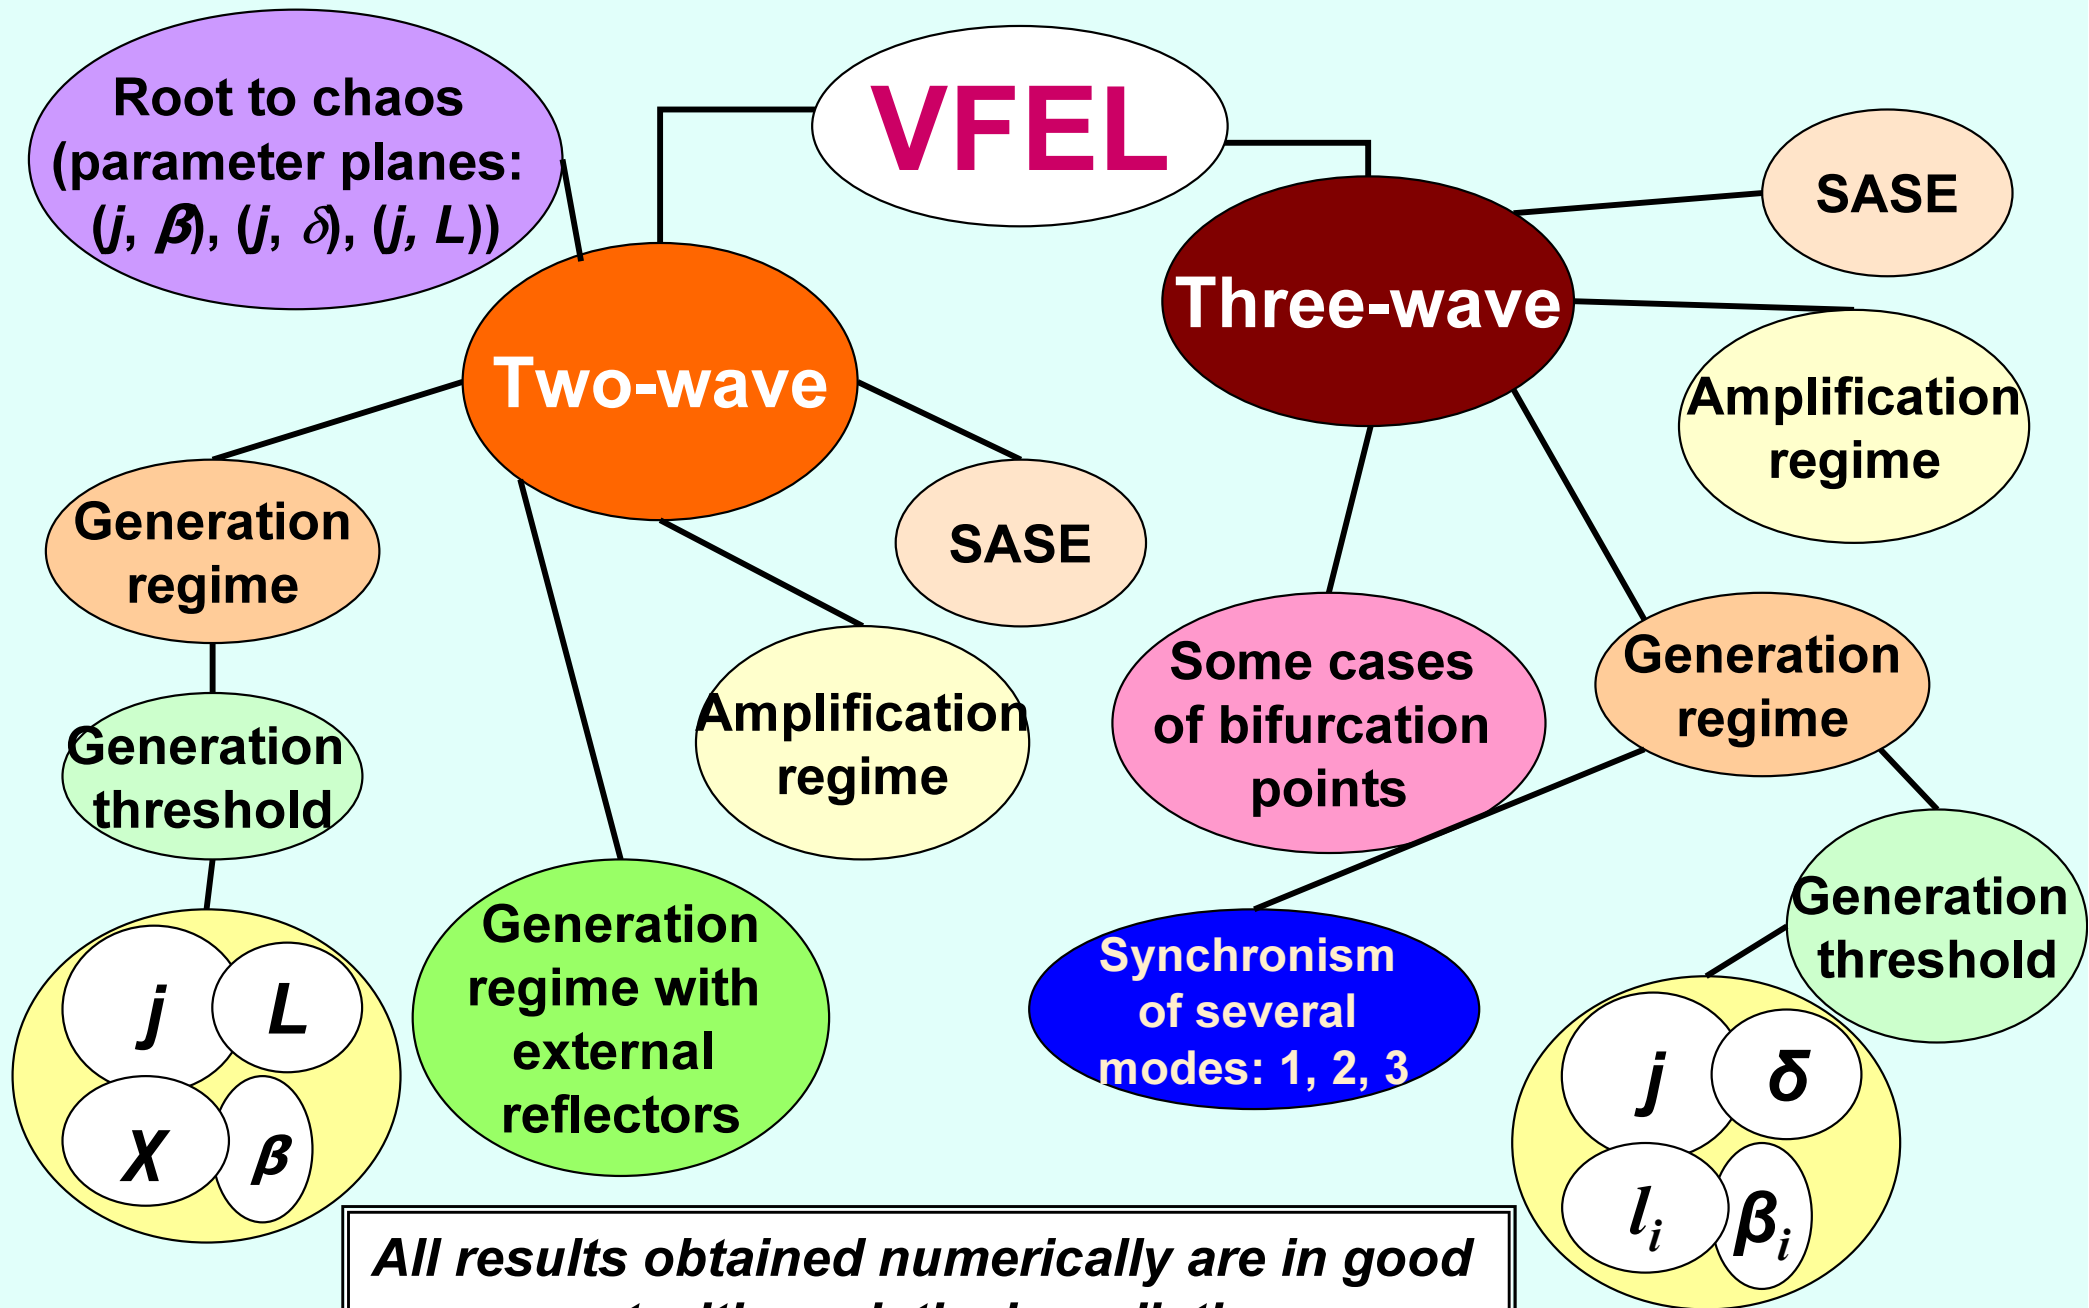 VFEL
Root to chaos
(parameter planes:
(j, β), (j, δ), (j, L))
Two-wave
Three-wave
SASE
Amplification
regime
Generation
regime
SASE
Generation
threshold
Amplification
regime
Some cases
of bifurcation
points
Generation
regime
j
L
χ
β
Generation
regime with
external
reflectors
Synchronism
of several
modes: 1, 2, 3
Generation
threshold
j
δ
l_i
β_i
All results obtained numerically are in good